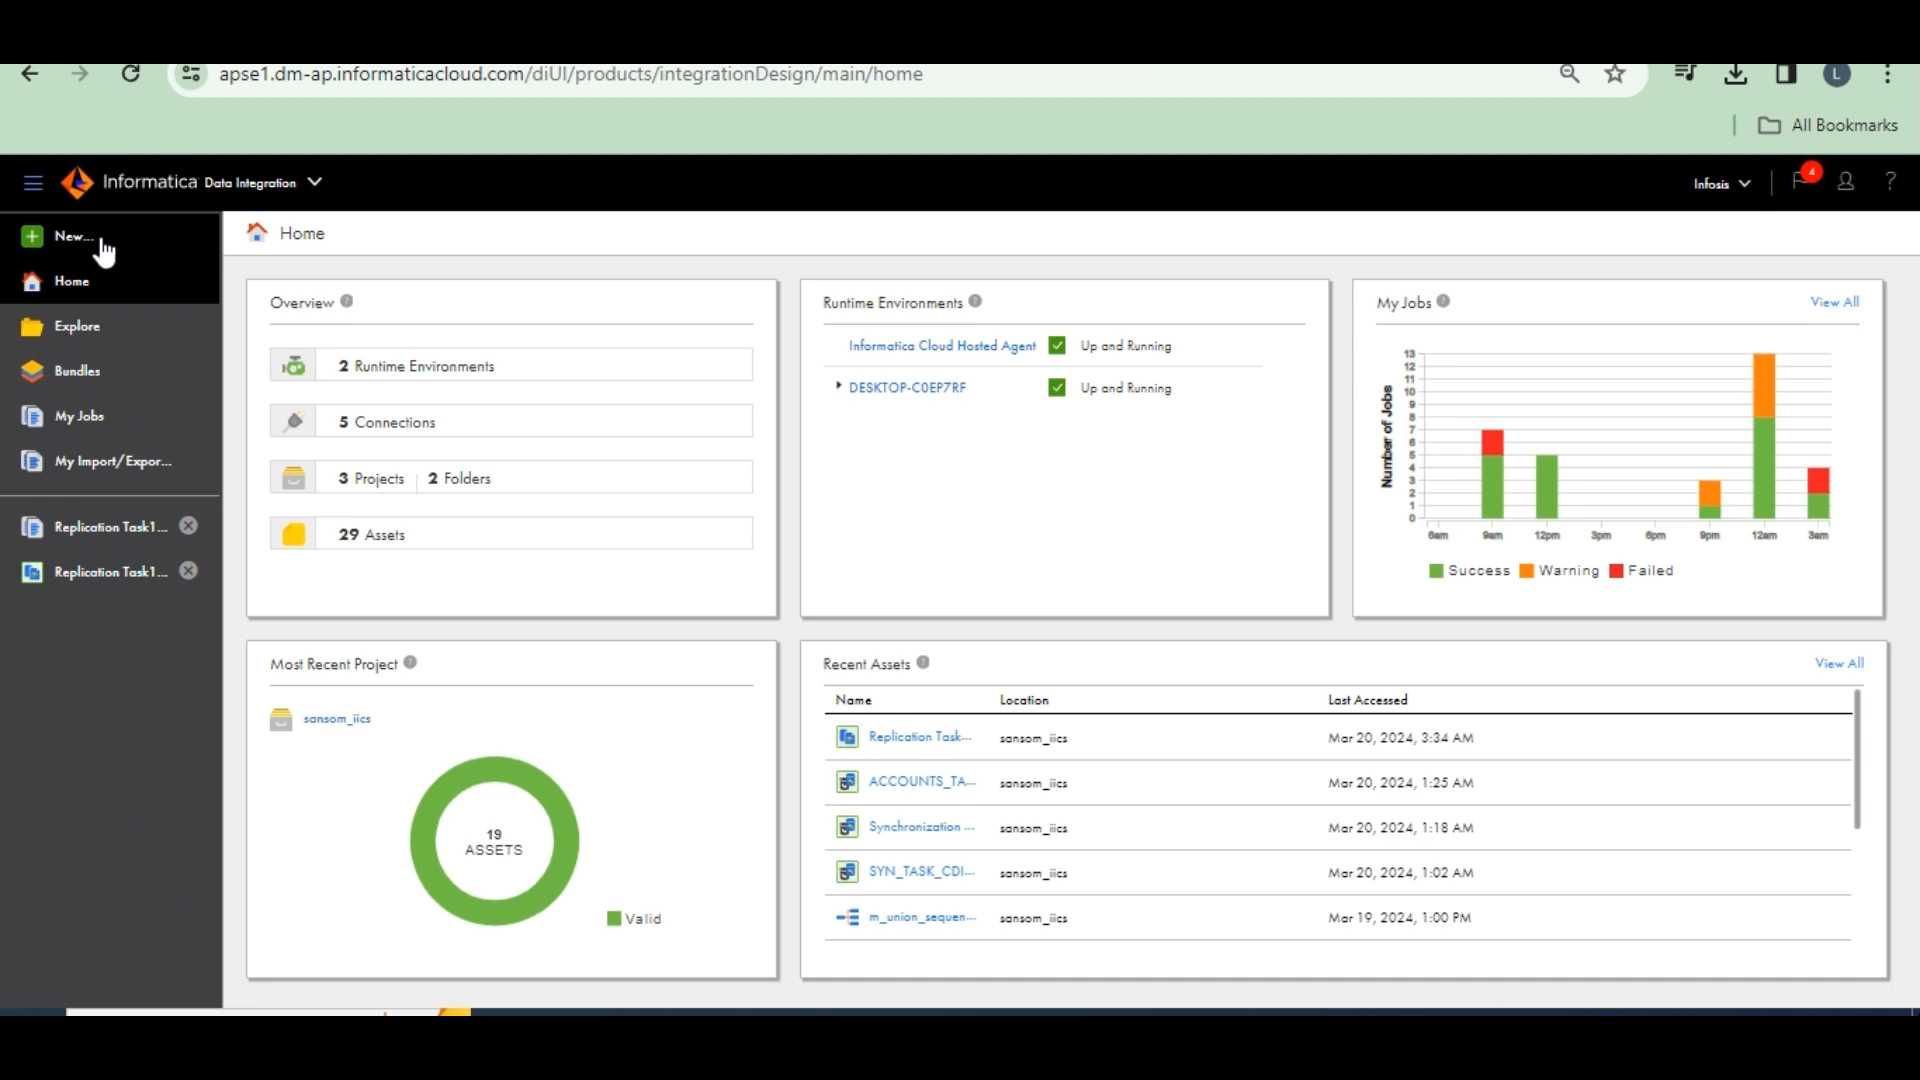 apse1.dm-ap.informaticacloud.com/diUI/products/integrationDesign/main/home
L
All Bookmarks
Informatica Data Integration
Infosis
4
?
New...
Home
Explore
Bundles
My Jobs
My Import/Expor...
Replication Task1...
Replication Task1...
Home
Overview ?
2 Runtime Environments
5 Connections
3 Projects
2 Folders
29 Assets
Runtime Environments ?
Informatica Cloud Hosted Agent
Up and Running
DESKTOP-C0EP7RF
Up and Running
My Jobs ?
View All
Number of Jobs
13
12
11
10
9
8
7
6
5
4
3
2
1
0
6am 9am 12pm 3pm 6pm 9pm 12am 3am
Success Warning Failed
Most Recent Project ?
sansom_iics
19
ASSETS
Valid
Recent Assets ?
View All
Name Location Last Accessed
Replication Task... sansom_iics Mar 20, 2024, 3:34 AM
ACCOUNTS_TA... sansom_iics Mar 20, 2024, 1:25 AM
Synchronization ... sansom_iics Mar 20, 2024, 1:18 AM
SYN_TASK_CDI... sansom_iics Mar 20, 2024, 1:02 AM
m_union_sequen... sansom_iics Mar 19, 2024, 1:00 PM